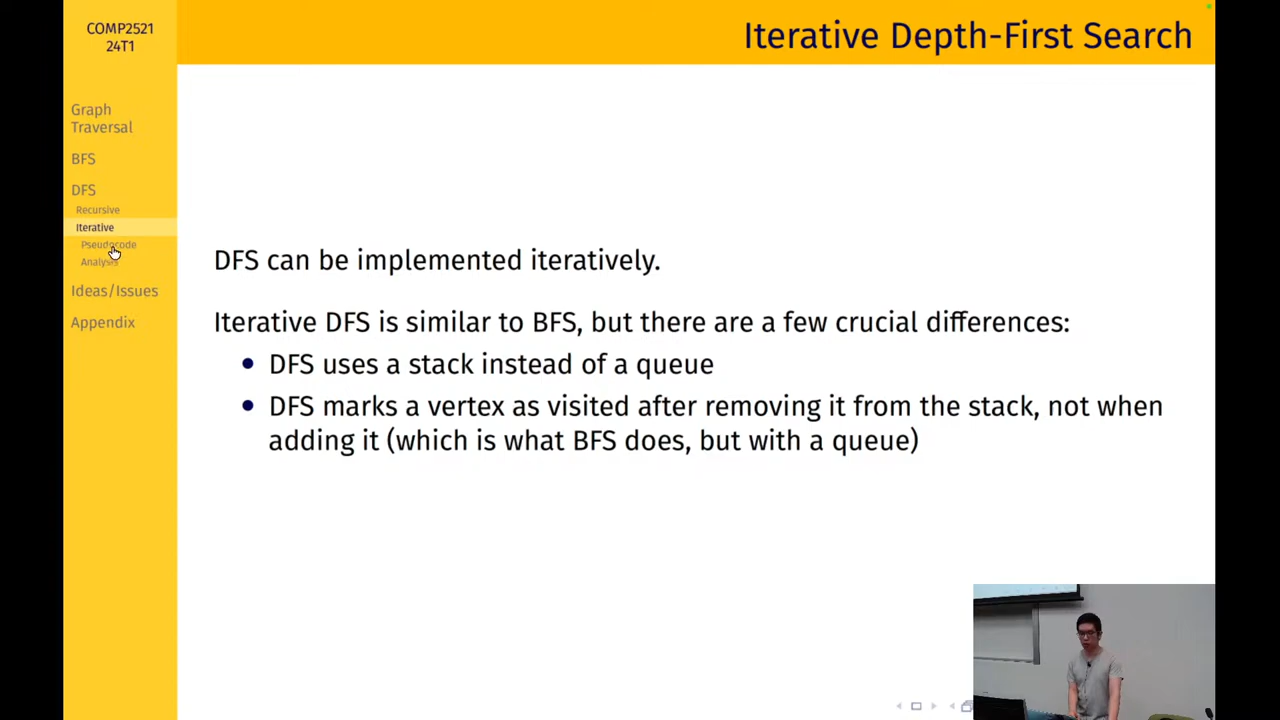 COMP2521
24T1
Iterative Depth-First Search
Graph
Traversal
BFS
DFS
Recursive
Iterative
Pseudocode
Analysis
Ideas/Issues
Appendix
DFS can be implemented iteratively.
Iterative DFS is similar to BFS, but there are a few crucial differences:
• DFS uses a stack instead of a queue
• DFS marks a vertex as visited after removing it from the stack, not when
adding it (which is what BFS does, but with a queue)